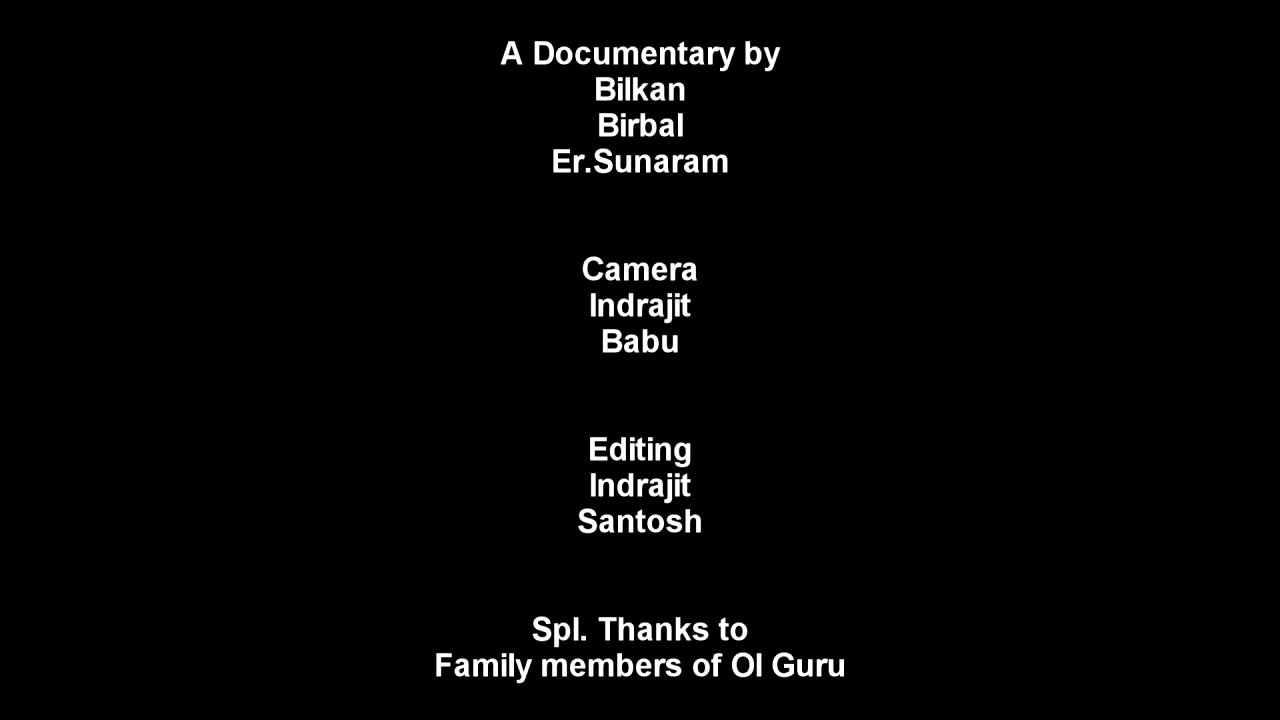 A Documentary by
Bilkan
Birbal
Er.Sunaram
Camera
Indrajit
Babu
Editing
Indrajit
Santosh
Spl. Thanks to
Family members of Ol Guru